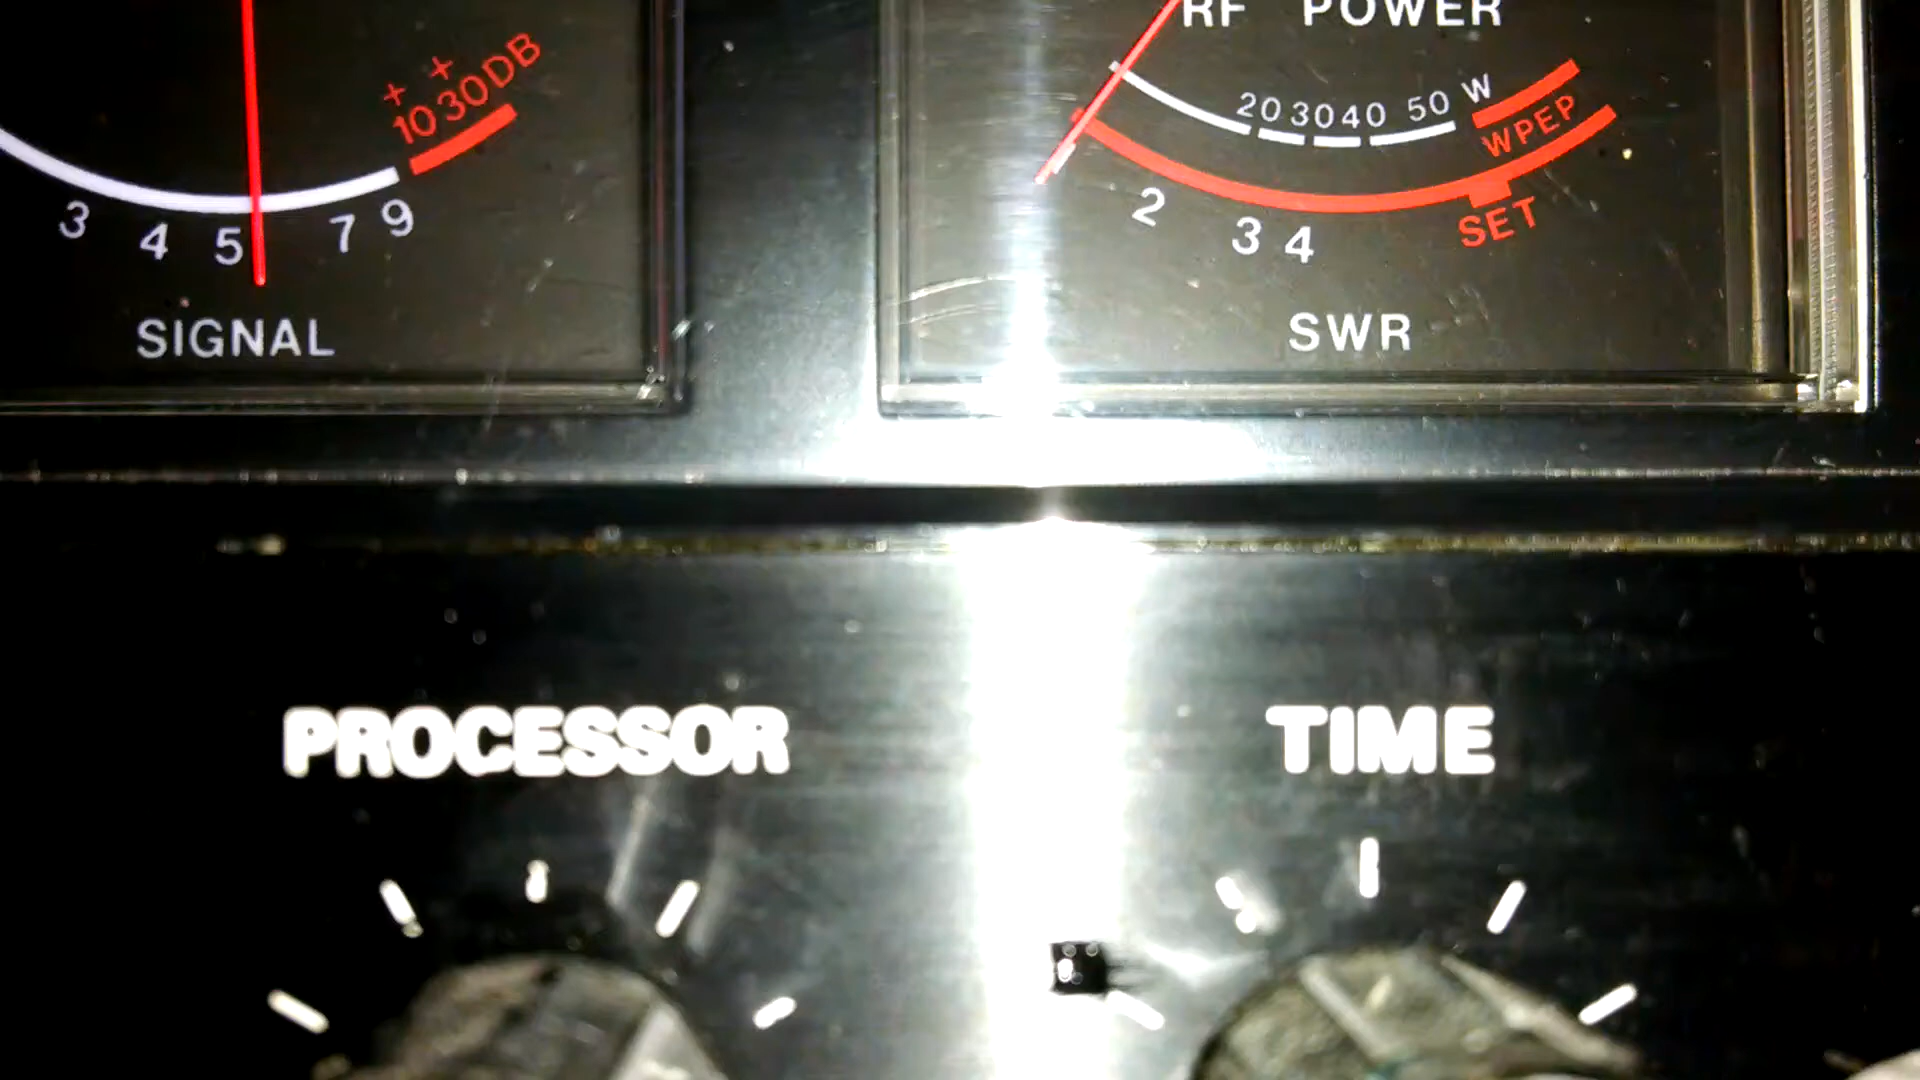 + +
10 30 DB
3 4 5 7 9
SIGNAL
RF POWER
20 30 40 50 W
W PEP
2 3 4
SET
SWR
PROCESSOR
TIME